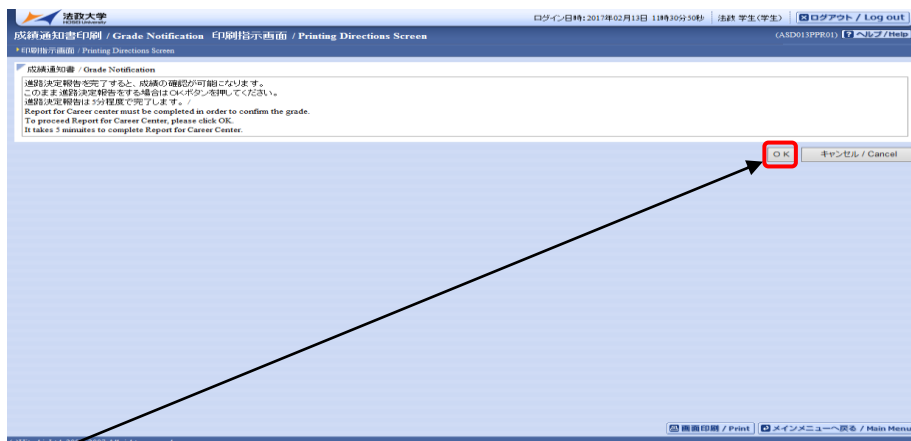 法政大学
HOSEI University
ログイン日時:2017年02月13日 11時30分50秒 法政 学生(学生) ログアウト / Log out
成績通知書印刷 / Grade Notification 印刷指示画面 / Printing Directions Screen (ASD013PPR01) ヘルプ/Help
印刷指示画面 / Printing Directions Screen
成績通知書 / Grade Notification
進路決定報告を完了すると、成績の確認が可能になります。
このまま進路決定報告をする場合はOKボタンを押してください。
進路決定報告は5分程度で完了します。/
Report for Career center must be completed in order to confirm the grade.
To proceed Report for Career Center, please click OK.
It takes 5 minuites to complete Report for Career Center.
OK キャンセル / Cancel
画面印刷 / Print メインメニューへ戻る / Main Menu